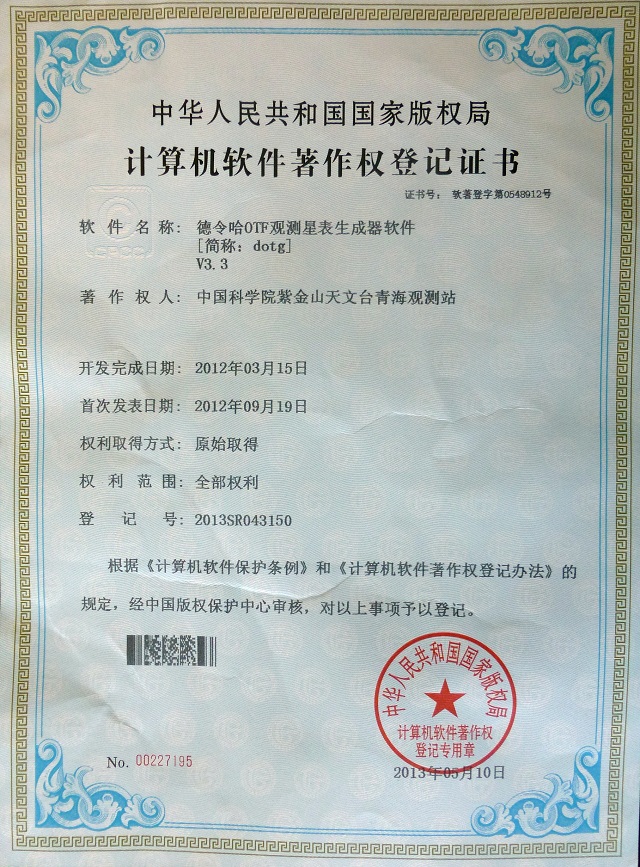 中华人民共和国国家版权局
计算机软件著作权登记证书
证书号： 软著登字第0548912号
CPCC
软件名称： 德令哈OTF观测星表生成器软件
[简称：dotg]
V3.3
著作权人： 中国科学院紫金山天文台青海观测站
开发完成日期： 2012年03月15日
首次发表日期： 2012年09月19日
权利取得方式： 原始取得
权利范围： 全部权利
登记号： 2013SR043150
根据《计算机软件保护条例》和《计算机软件著作权登记办法》的
规定，经中国版权保护中心审核，对以上事项予以登记。
中华人民共和国国家版权局
计算机软件著作权
登记专用章
No. 00227195
2013年05月10日